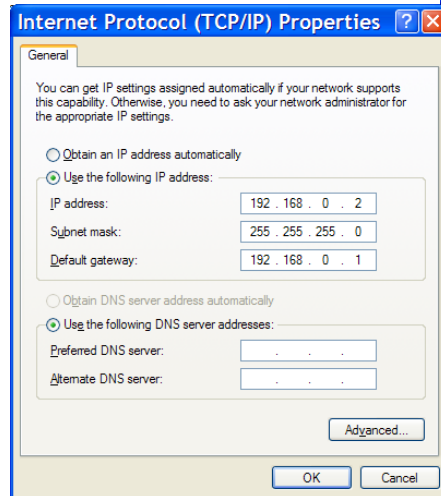 Internet Protocol (TCP/IP) Properties
General
You can get IP settings assigned automatically if your network supports
this capability. Otherwise, you need to ask your network administrator for
the appropriate IP settings.
Obtain an IP address automatically
Use the following IP address:
IP address: 192 . 168 . 0 . 2
Subnet mask: 255 . 255 . 255 . 0
Default gateway: 192 . 168 . 0 . 1
Obtain DNS server address automatically
Use the following DNS server addresses:
Preferred DNS server: . . .
Alternate DNS server: . . .
Advanced...
OK Cancel